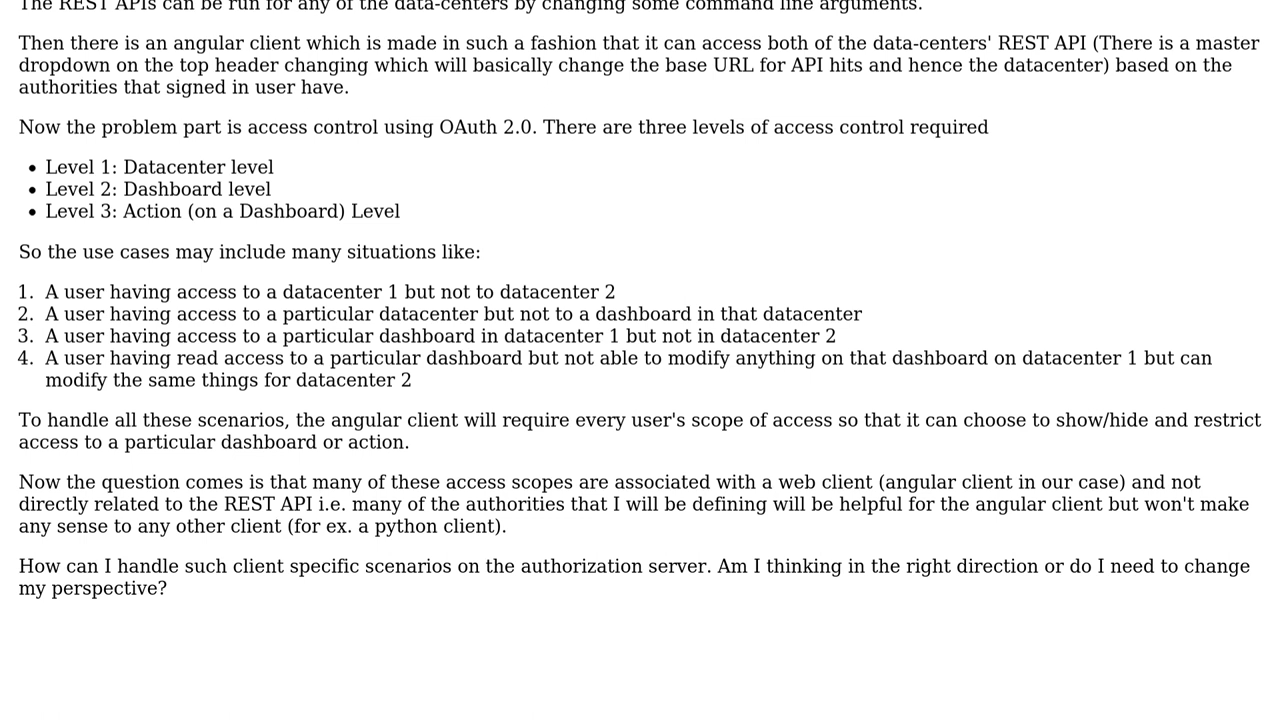 The REST APIs can be run for any of the data-centers by changing some command line arguments.
Then there is an angular client which is made in such a fashion that it can access both of the data-centers' REST API (There is a master
dropdown on the top header changing which will basically change the base URL for API hits and hence the datacenter) based on the
authorities that signed in user have.
Now the problem part is access control using OAuth 2.0. There are three levels of access control required
• Level 1: Datacenter level
• Level 2: Dashboard level
• Level 3: Action (on a Dashboard) Level
So the use cases may include many situations like:
1. A user having access to a datacenter 1 but not to datacenter 2
2. A user having access to a particular datacenter but not to a dashboard in that datacenter
3. A user having access to a particular dashboard in datacenter 1 but not in datacenter 2
4. A user having read access to a particular dashboard but not able to modify anything on that dashboard on datacenter 1 but can
modify the same things for datacenter 2
To handle all these scenarios, the angular client will require every user's scope of access so that it can choose to show/hide and restrict
access to a particular dashboard or action.
Now the question comes is that many of these access scopes are associated with a web client (angular client in our case) and not
directly related to the REST API i.e. many of the authorities that I will be defining will be helpful for the angular client but won't make
any sense to any other client (for ex. a python client).
How can I handle such client specific scenarios on the authorization server. Am I thinking in the right direction or do I need to change
my perspective?